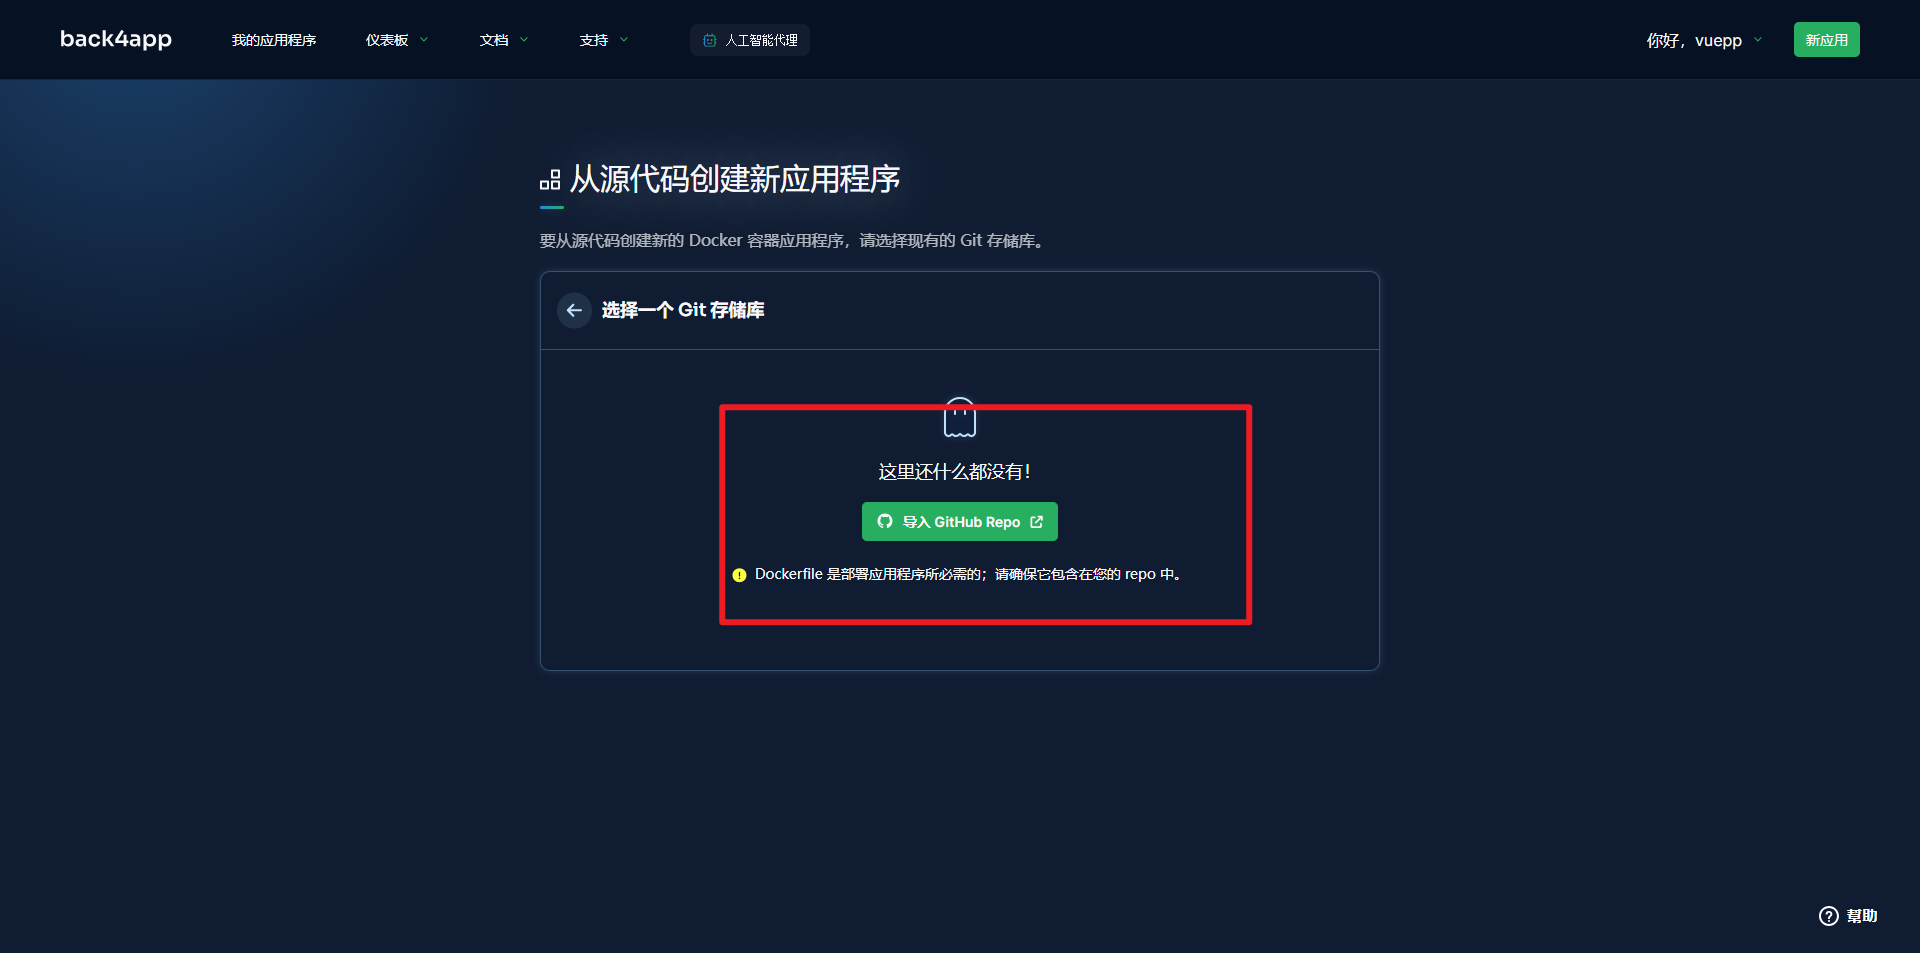 back4app
我的应用程序
仪表板
文档
支持
人工智能代理
你好，vuepp
新应用
从源代码创建新应用程序
要从源代码创建新的 Docker 容器应用程序，请选择现有的 Git 存储库。
选择一个 Git 存储库
这里还什么都没有！
导入 GitHub Repo
Dockerfile 是部署应用程序所必需的；请确保它包含在您的 repo 中。
帮助